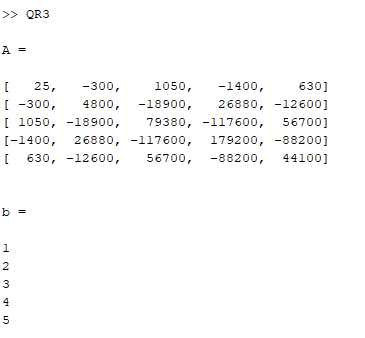 >> QR3
A =
[   25,   -300,    1050,   -1400,    630]
[ -300,   4800,  -18900,   26880, -12600]
[ 1050, -18900,   79380, -117600,  56700]
[-1400,  26880, -117600,  179200, -88200]
[  630, -12600,   56700,  -88200,  44100]
b =
1
2
3
4
5